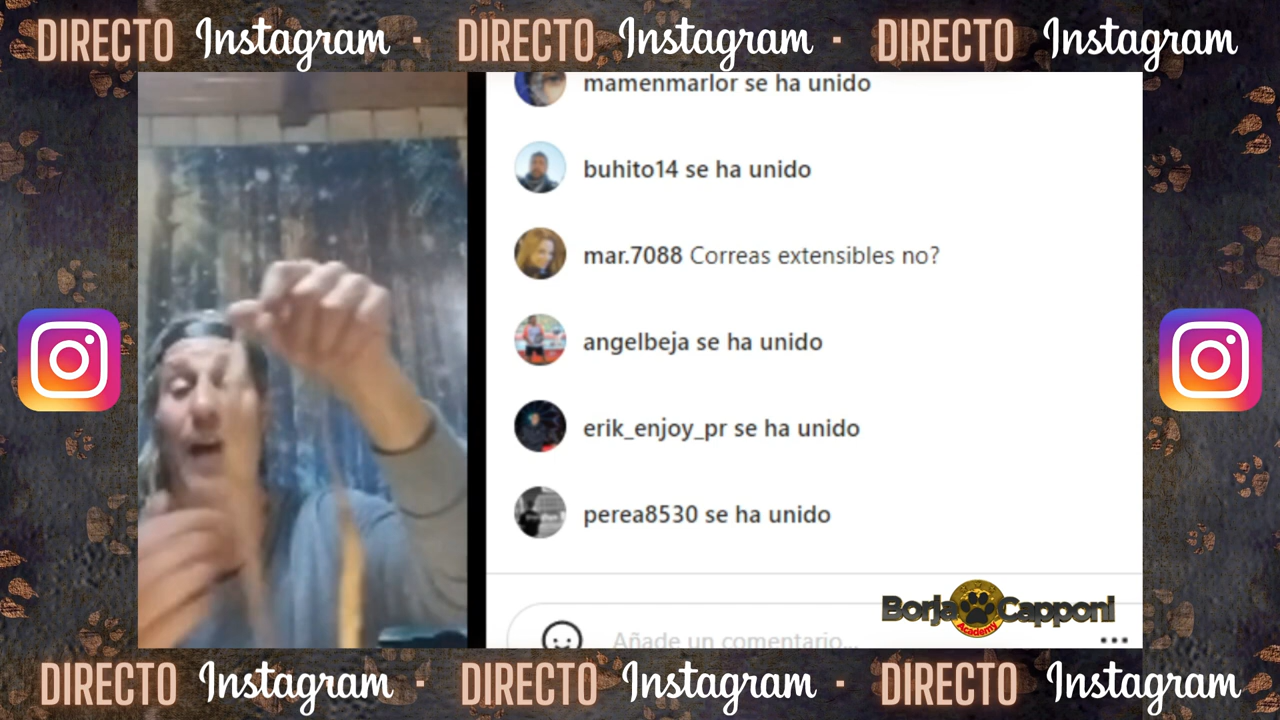 DIRECTO Instagram · DIRECTO Instagram · DIRECTO Instagram
mamenmarlor se ha unido
buhito14 se ha unido
mar.7088 Correas extensibles no?
angelbeja se ha unido
erik_enjoy_pr se ha unido
perea8530 se ha unido
Borja Capponi
Academy
Añade un comentario...
DIRECTO Instagram · DIRECTO Instagram · DIRECTO Instagram